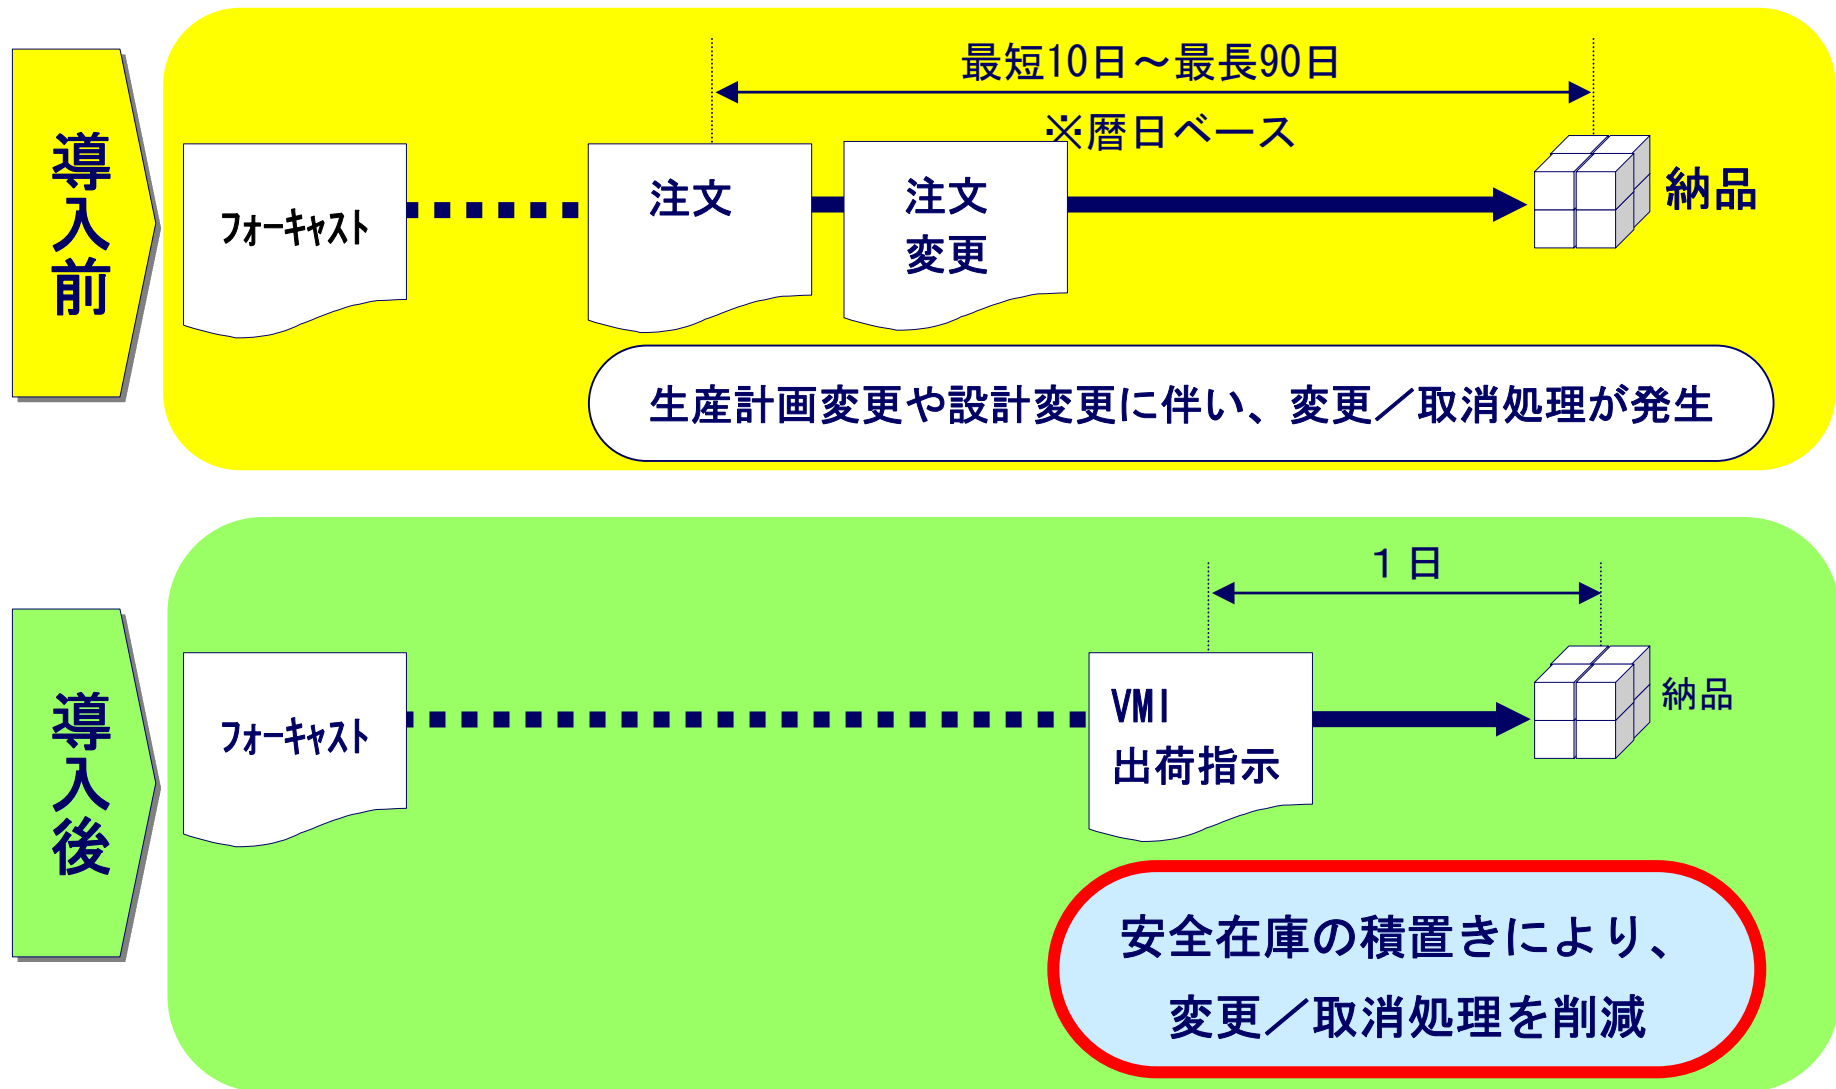 導入前
最短10日～最長90日
※暦日ベース
フォーキャスト
注文
注文
変更
納品
生産計画変更や設計変更に伴い、変更／取消処理が発生
導入後
1日
フォーキャスト
VMI
出荷指示
納品
安全在庫の積置きにより、
変更／取消処理を削減